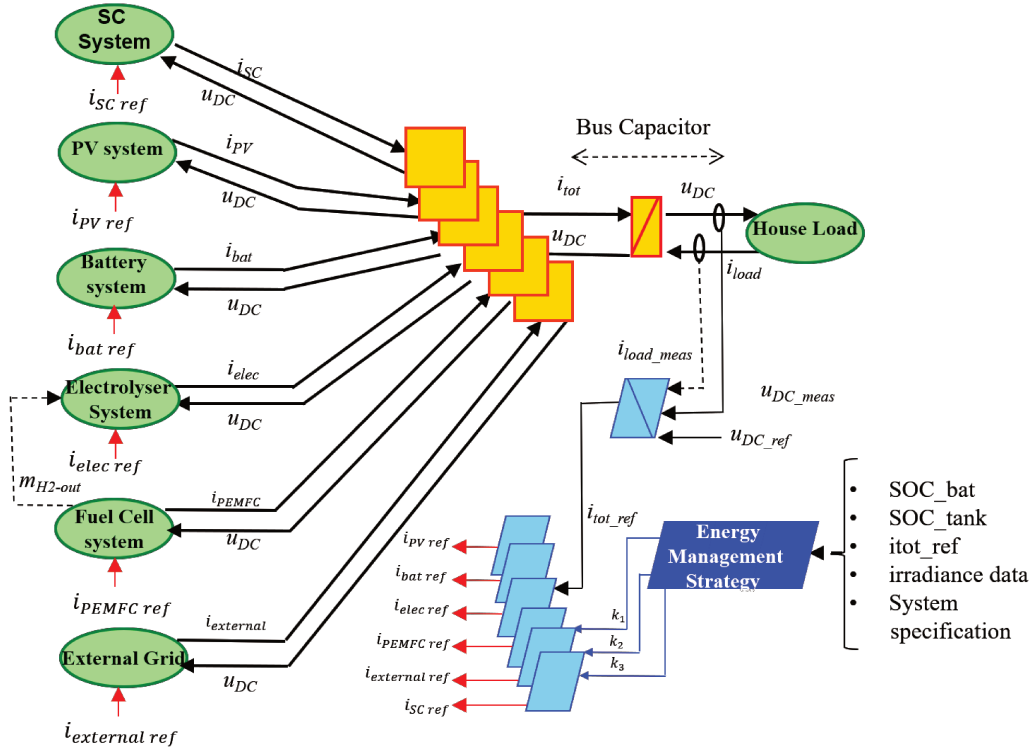 SC
System
i_SC
u_DC
i_SC ref
PV system
i_PV
u_DC
i_PV ref
Battery
system
i_bat
u_DC
i_bat ref
Electrolyser
System
i_elec
u_DC
i_elec ref
m_H2-out
Fuel Cell
system
i_PEMFC
u_DC
i_PEMFC ref
External Grid
i_external
u_DC
i_external ref
Bus Capacitor
i_tot
u_DC
u_DC
House Load
i_load
i_load_meas
u_DC_meas
u_DC_ref
i_tot_ref
i_PV ref
i_bat ref
i_elec ref
i_PEMFC ref
i_external ref
i_SC ref
k_1
k_2
k_3
Energy
Management
Strategy
• SOC_bat
• SOC_tank
• itot_ref
• irradiance data
• System
specification